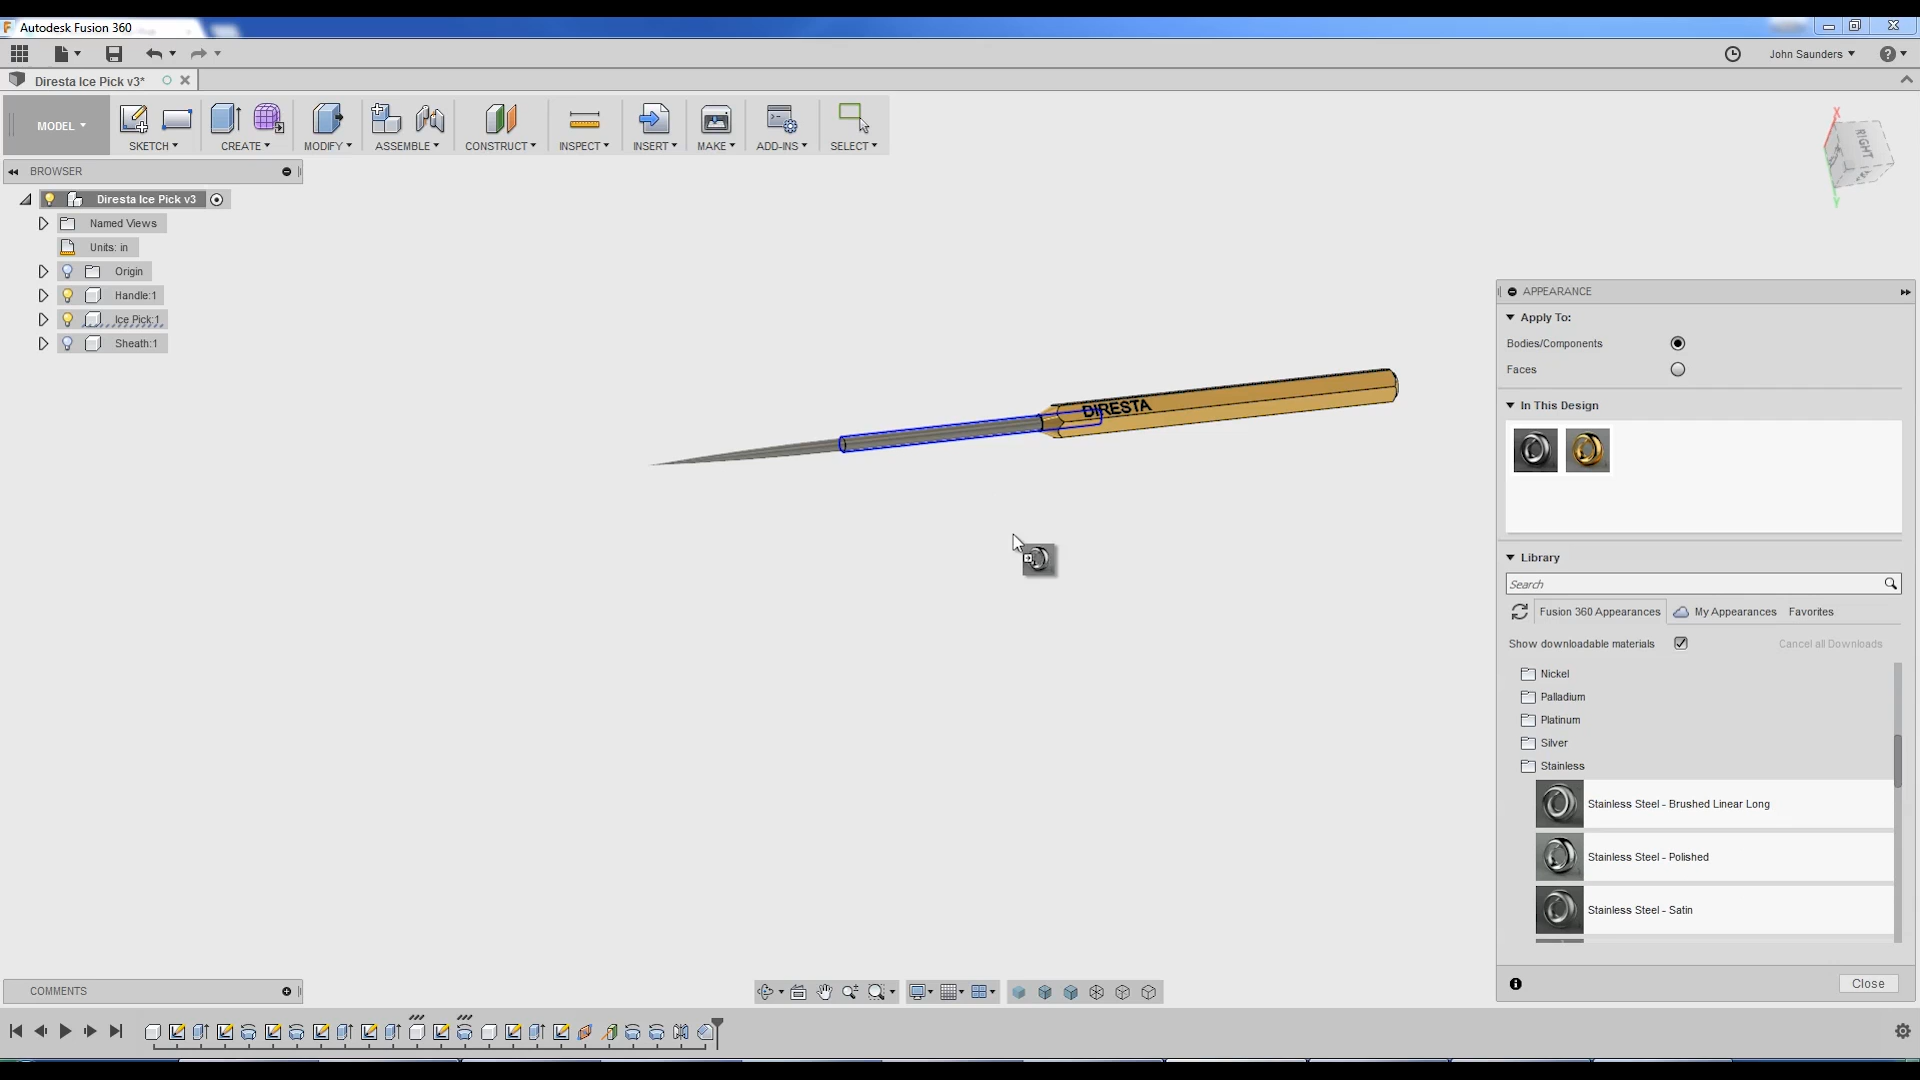 Autodesk Fusion 360
John Saunders
Diresta Ice Pick v3*
MODEL
SKETCH
CREATE
MODIFY
ASSEMBLE
CONSTRUCT
INSPECT
INSERT
MAKE
ADD-INS
SELECT
BROWSER
Diresta Ice Pick v3
Named Views
Units: in
Origin
Handle:1
Ice Pick:1
Sheath:1
X
RIGHT
Y
DIRESTA
APPEARANCE
Apply To:
Bodies/Components
Faces
In This Design
Library
Search
Fusion 360 Appearances
My Appearances
Favorites
Show downloadable materials
Cancel all Downloads
Nickel
Palladium
Platinum
Silver
Stainless
Stainless Steel - Brushed Linear Long
Stainless Steel - Polished
Stainless Steel - Satin
Close
COMMENTS